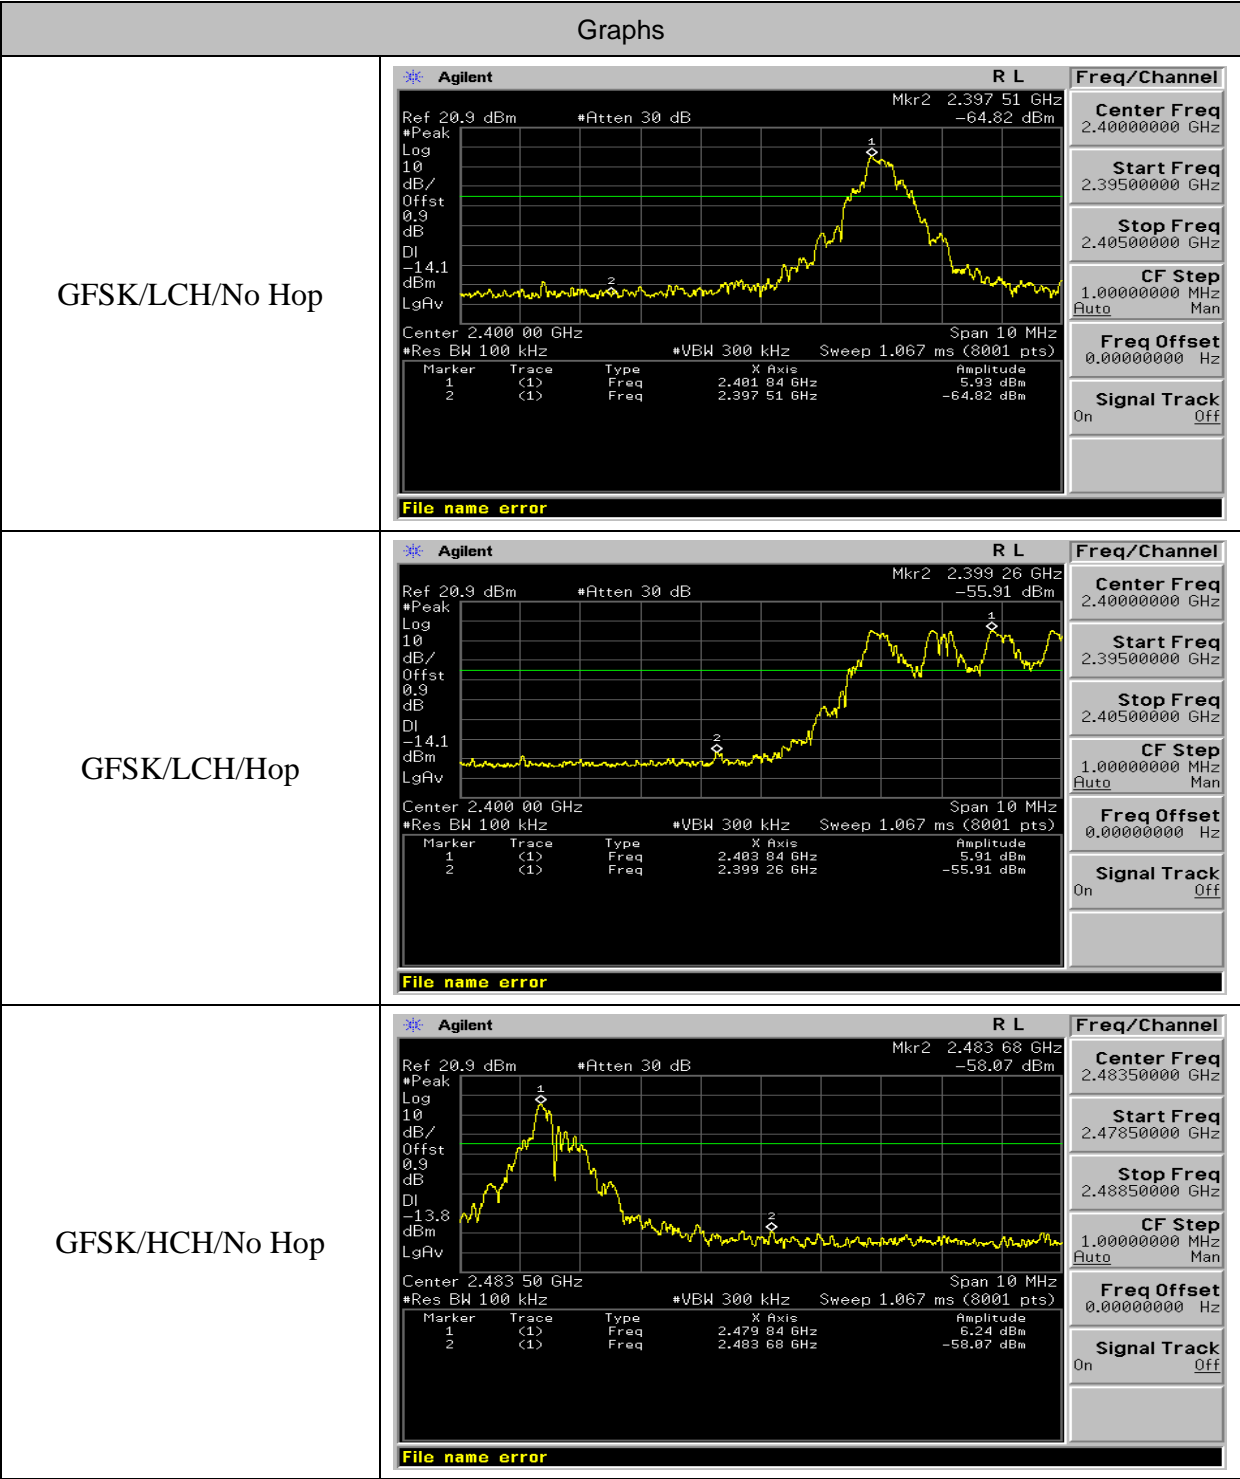 Graphs
GFSK/LCH/No Hop
Agilent R L Freq/Channel
Mkr2 2.397 51 GHz
Ref 20.9 dBm #Atten 30 dB -64.82 dBm
#Peak
Log
10
dB/
Offst
0.9
dB
DI
-14.1
dBm
LgAv
1
2
Center 2.400 00 GHz Span 10 MHz
#Res BW 100 kHz #VBW 300 kHz Sweep 1.067 ms (8001 pts)
Marker Trace Type X Axis Amplitude
1 (1) Freq 2.401 84 GHz 5.93 dBm
2 (1) Freq 2.397 51 GHz -64.82 dBm
File name error
Center Freq
2.40000000 GHz
Start Freq
2.39500000 GHz
Stop Freq
2.40500000 GHz
CF Step
1.00000000 MHz
Auto Man
Freq Offset
0.00000000 Hz
Signal Track
On Off
GFSK/LCH/Hop
Agilent R L Freq/Channel
Mkr2 2.399 26 GHz
Ref 20.9 dBm #Atten 30 dB -55.91 dBm
#Peak
Log
10
dB/
Offst
0.9
dB
DI
-14.1
dBm
LgAv
1
2
Center 2.400 00 GHz Span 10 MHz
#Res BW 100 kHz #VBW 300 kHz Sweep 1.067 ms (8001 pts)
Marker Trace Type X Axis Amplitude
1 (1) Freq 2.403 84 GHz 5.91 dBm
2 (1) Freq 2.399 26 GHz -55.91 dBm
File name error
Center Freq
2.40000000 GHz
Start Freq
2.39500000 GHz
Stop Freq
2.40500000 GHz
CF Step
1.00000000 MHz
Auto Man
Freq Offset
0.00000000 Hz
Signal Track
On Off
GFSK/HCH/No Hop
Agilent R L Freq/Channel
Mkr2 2.483 68 GHz
Ref 20.9 dBm #Atten 30 dB -58.07 dBm
#Peak
Log
10
dB/
Offst
0.9
dB
DI
-13.8
dBm
LgAv
1
2
Center 2.483 50 GHz Span 10 MHz
#Res BW 100 kHz #VBW 300 kHz Sweep 1.067 ms (8001 pts)
Marker Trace Type X Axis Amplitude
1 (1) Freq 2.479 84 GHz 6.24 dBm
2 (1) Freq 2.483 68 GHz -58.07 dBm
File name error
Center Freq
2.48350000 GHz
Start Freq
2.47850000 GHz
Stop Freq
2.48850000 GHz
CF Step
1.00000000 MHz
Auto Man
Freq Offset
0.00000000 Hz
Signal Track
On Off